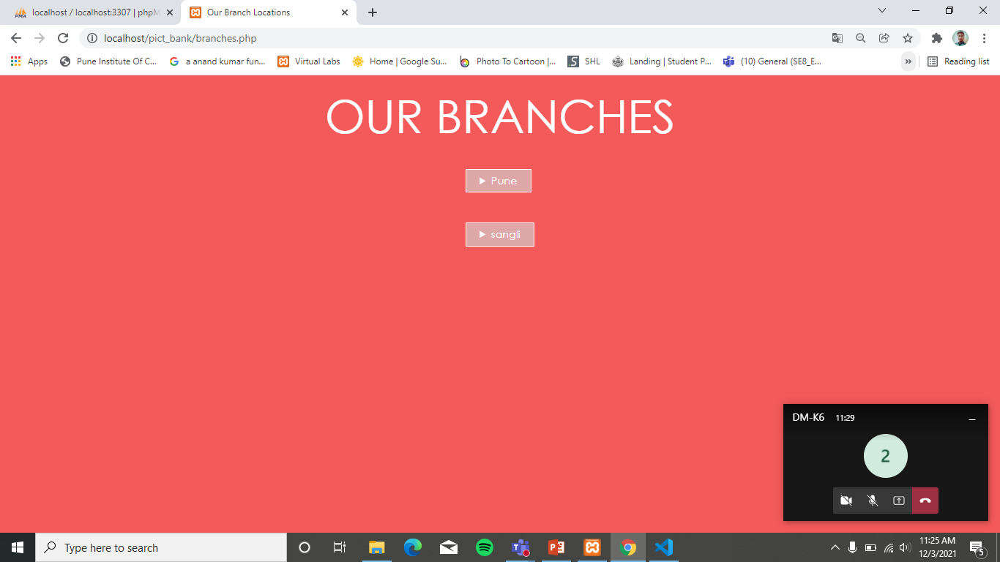 localhost / localhost:3307 | phpM
Our Branch Locations
localhost/pict_bank/branches.php
Apps
Pune Institute Of C...
a anand kumar fun...
Virtual Labs
Home | Google Su...
Photo To Cartoon |...
SHL
Landing | Student P...
(10) General (SE8_E...
»
Reading list
OUR BRANCHES
► Pune
► sangli
DM-K6 11:29
2
Type here to search
11:25 AM
12/3/2021
5